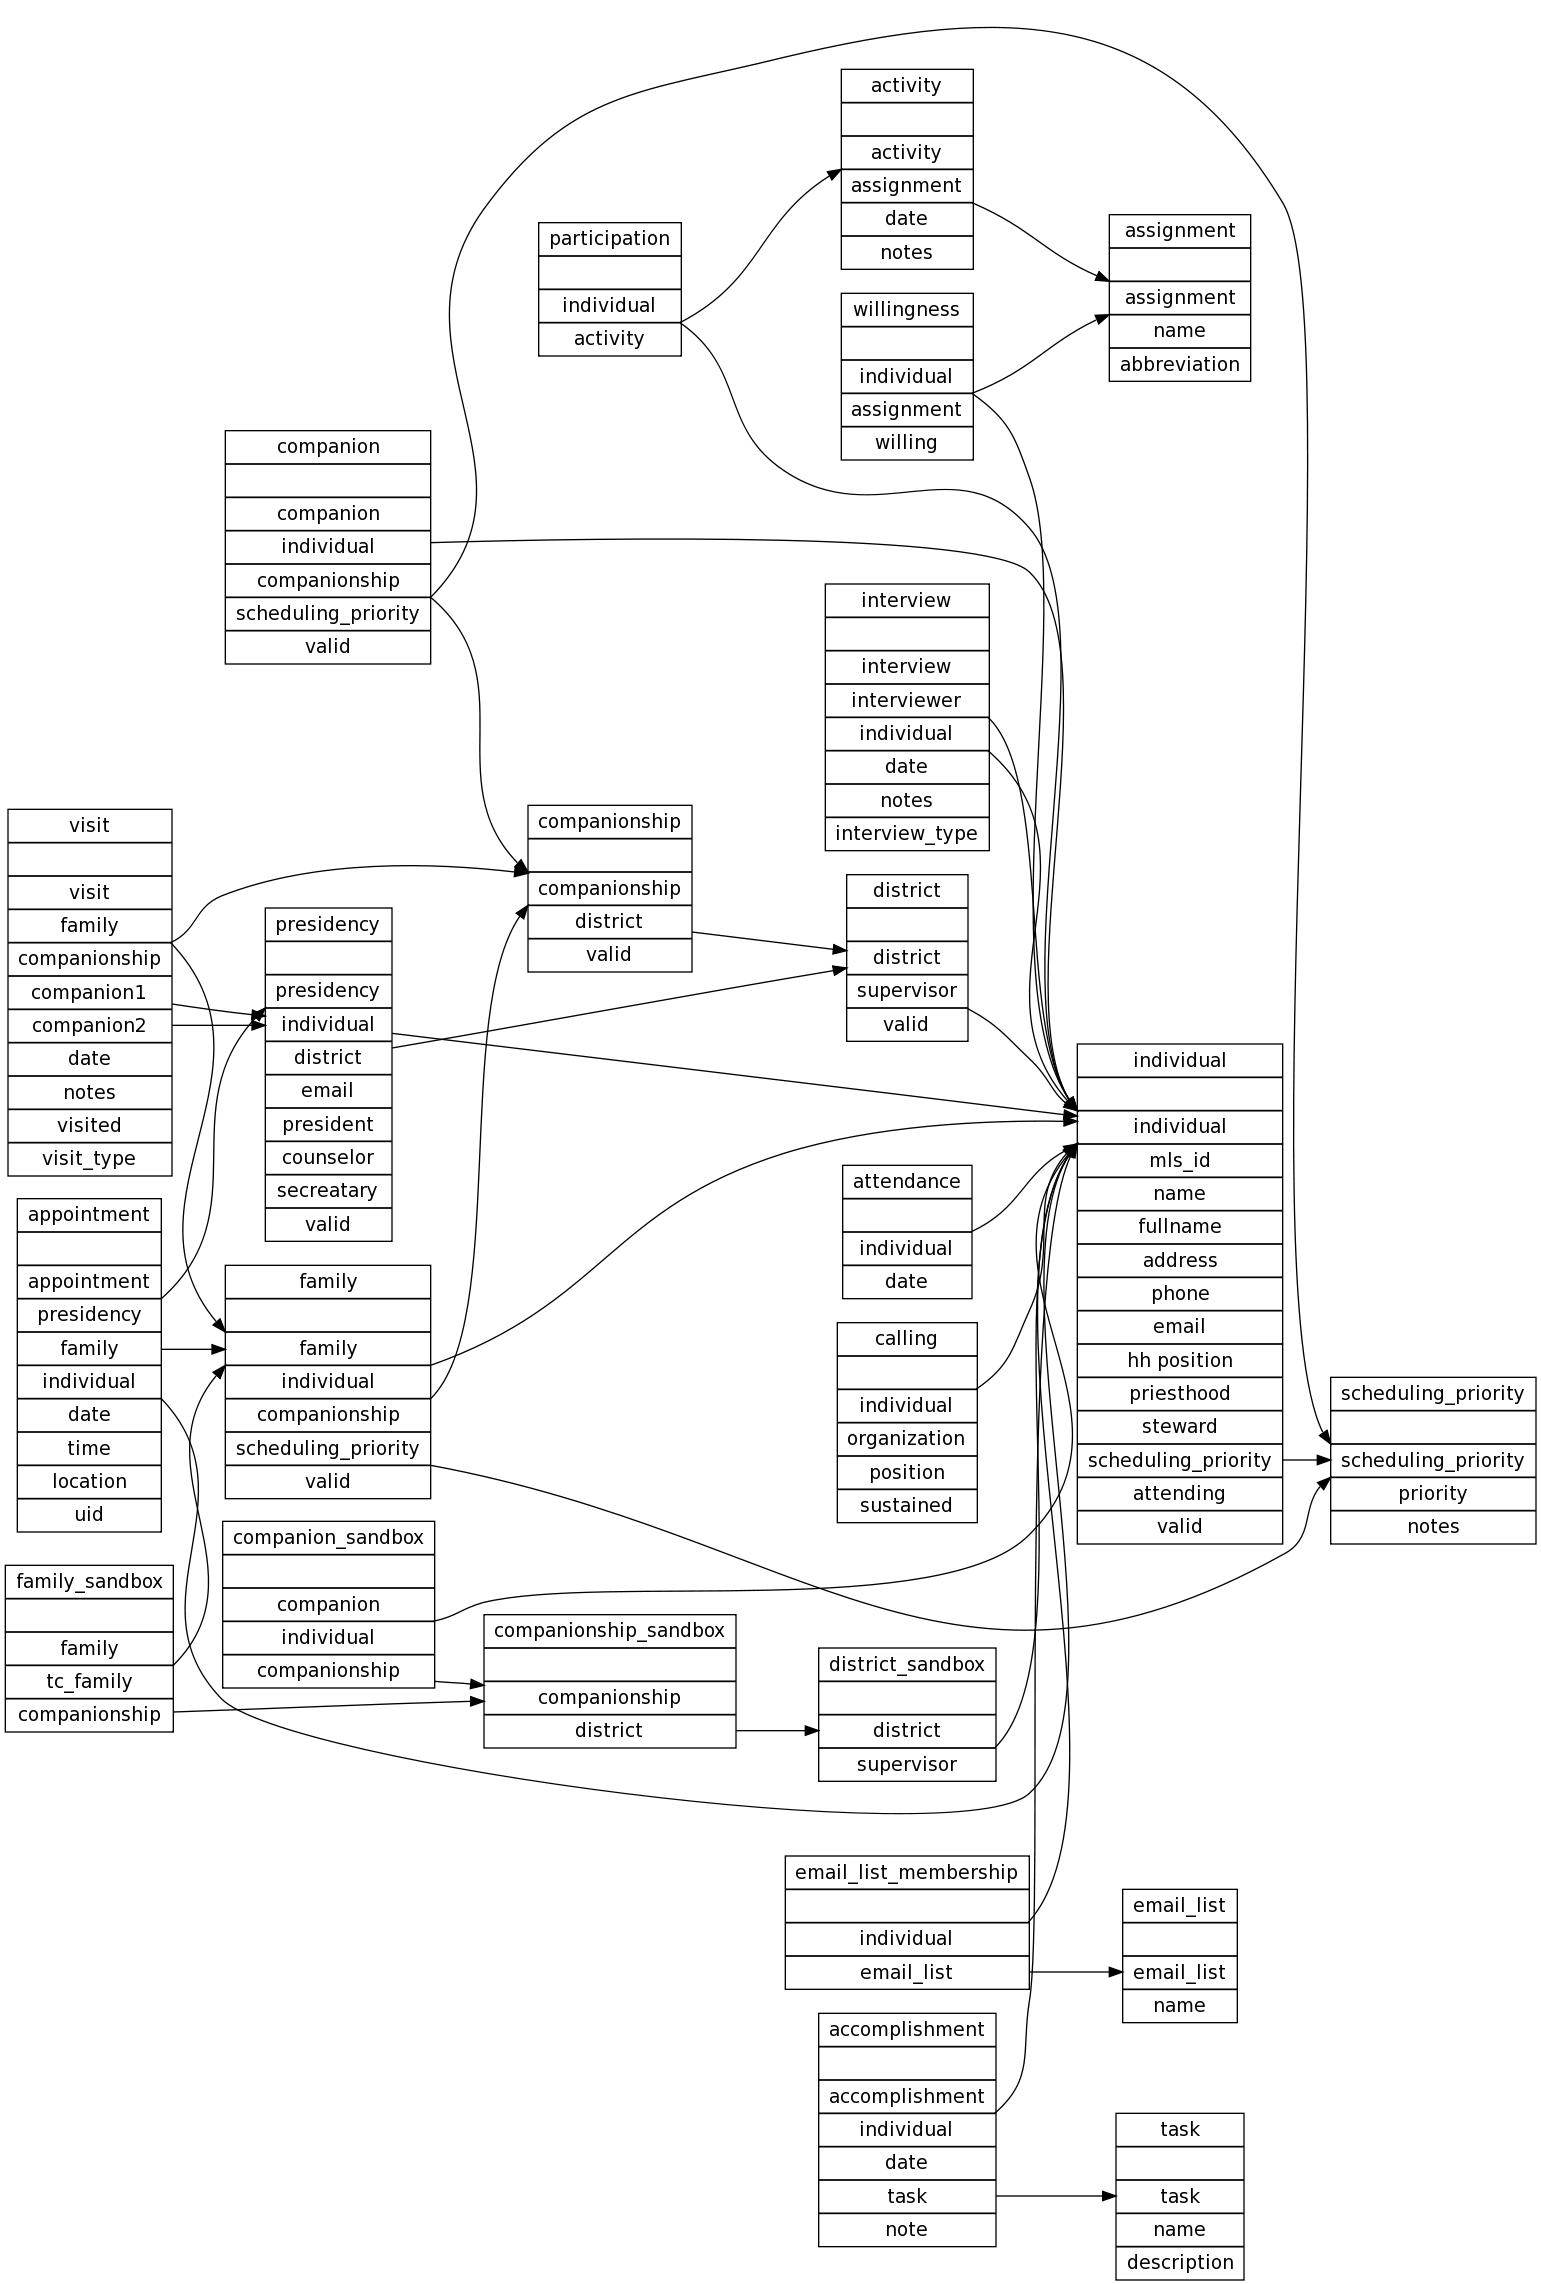 activity
activity
assignment
date
notes
participation
individual
activity
assignment
assignment
name
abbreviation
willingness
individual
assignment
willing
companion
companion
individual
companionship
scheduling_priority
valid
interview
interview
interviewer
individual
date
notes
interview_type
visit
visit
family
companionship
companion1
companion2
date
notes
visited
visit_type
companionship
companionship
district
valid
presidency
presidency
individual
district
email
president
counselor
secreatary
valid
district
district
supervisor
valid
individual
individual
mls_id
name
fullname
address
phone
email
hh position
priesthood
steward
scheduling_priority
attending
valid
attendance
individual
date
appointment
appointment
presidency
family
individual
date
time
location
uid
family
family
individual
companionship
scheduling_priority
valid
calling
individual
organization
position
sustained
scheduling_priority
scheduling_priority
priority
notes
companion_sandbox
companion
individual
companionship
family_sandbox
family
tc_family
companionship
companionship_sandbox
companionship
district
district_sandbox
district
supervisor
email_list_membership
individual
email_list
email_list
email_list
name
accomplishment
accomplishment
individual
date
task
note
task
task
name
description